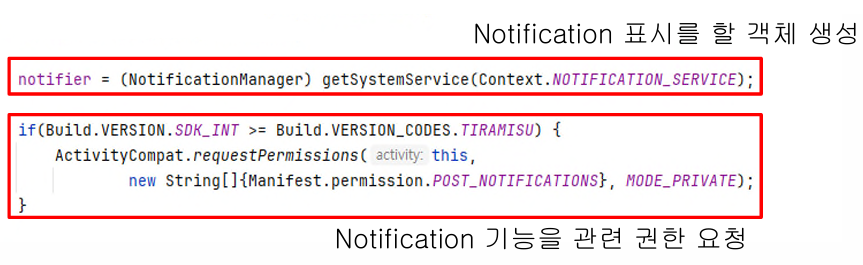 Notification 표시를 할 객체 생성
notifier = (NotificationManager) getSystemService(Context.NOTIFICATION_SERVICE);
if(Build.VERSION.SDK_INT >= Build.VERSION_CODES.TIRAMISU) {
ActivityCompat.requestPermissions( activity: this,
new String[]{Manifest.permission.POST_NOTIFICATIONS}, MODE_PRIVATE);
}
Notification 기능을 관련 권한 요청